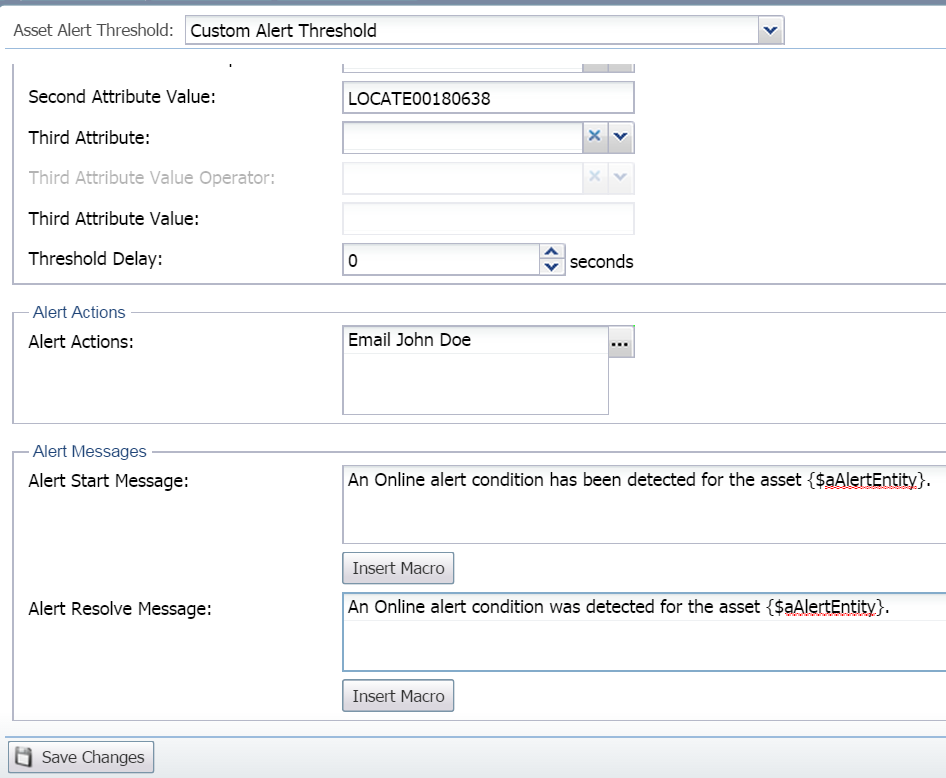 Asset Alert Threshold: Custom Alert Threshold
Second Attribute Value: LOCATE00180638
Third Attribute:
Third Attribute Value Operator:
Third Attribute Value:
Threshold Delay: 0 seconds
Alert Actions
Alert Actions: Email John Doe ...
Alert Messages
Alert Start Message: An Online alert condition has been detected for the asset {$aAlertEntity}.
Insert Macro
Alert Resolve Message: An Online alert condition was detected for the asset {$aAlertEntity}.
Insert Macro
Save Changes